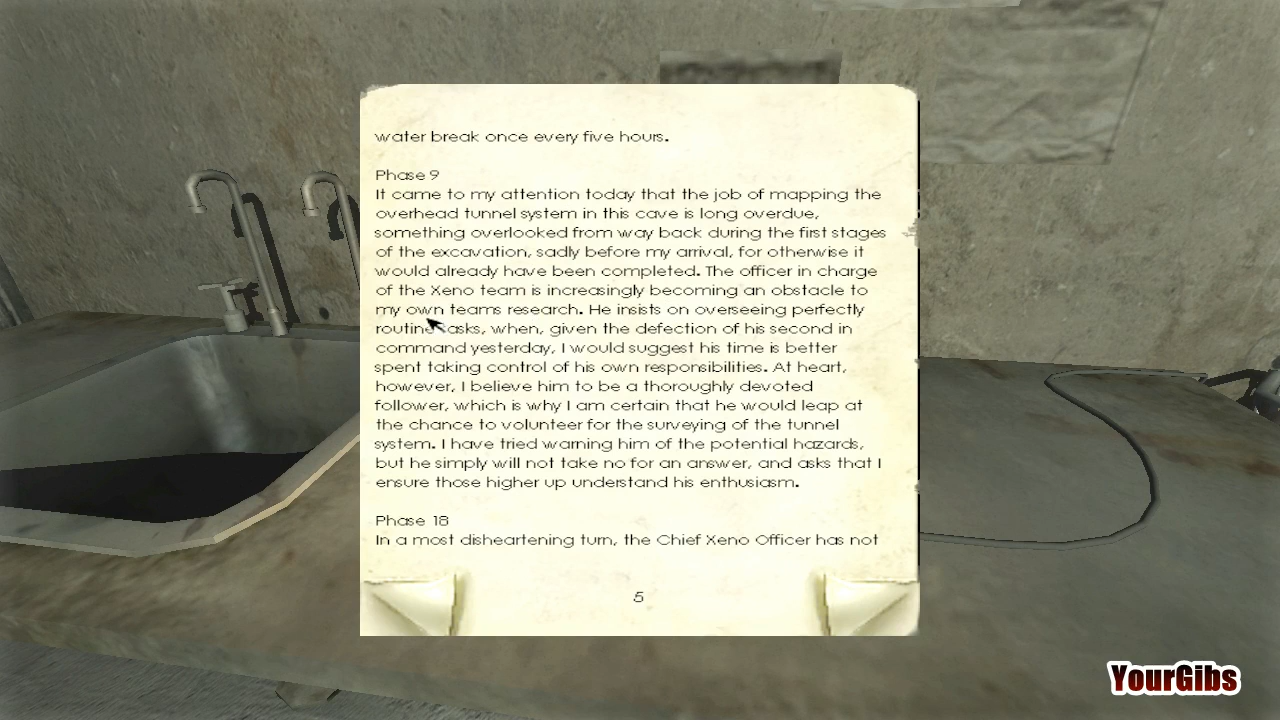 water break once every five hours.
Phase 9
It came to my attention today that the job of mapping the
overhead tunnel system in this cave is long overdue,
something overlooked from way back during the first stages
of the excavation, sadly before my arrival, for otherwise it
would already have been completed. The officer in charge
of the Xeno team is increasingly becoming an obstacle to
my own teams research. He insists on overseeing perfectly
routine tasks, when, given the defection of his second in
command yesterday, I would suggest his time is better
spent taking control of his own responsibilities. At heart,
however, I believe him to be a thoroughly devoted
follower, which is why I am certain that he would leap at
the chance to volunteer for the surveying of the tunnel
system. I have tried warning him of the potential hazards,
but he simply will not take no for an answer, and asks that I
ensure those higher up understand his enthusiasm.
Phase 18
In a most disheartening turn, the Chief Xeno Officer has not
5
YourGibs